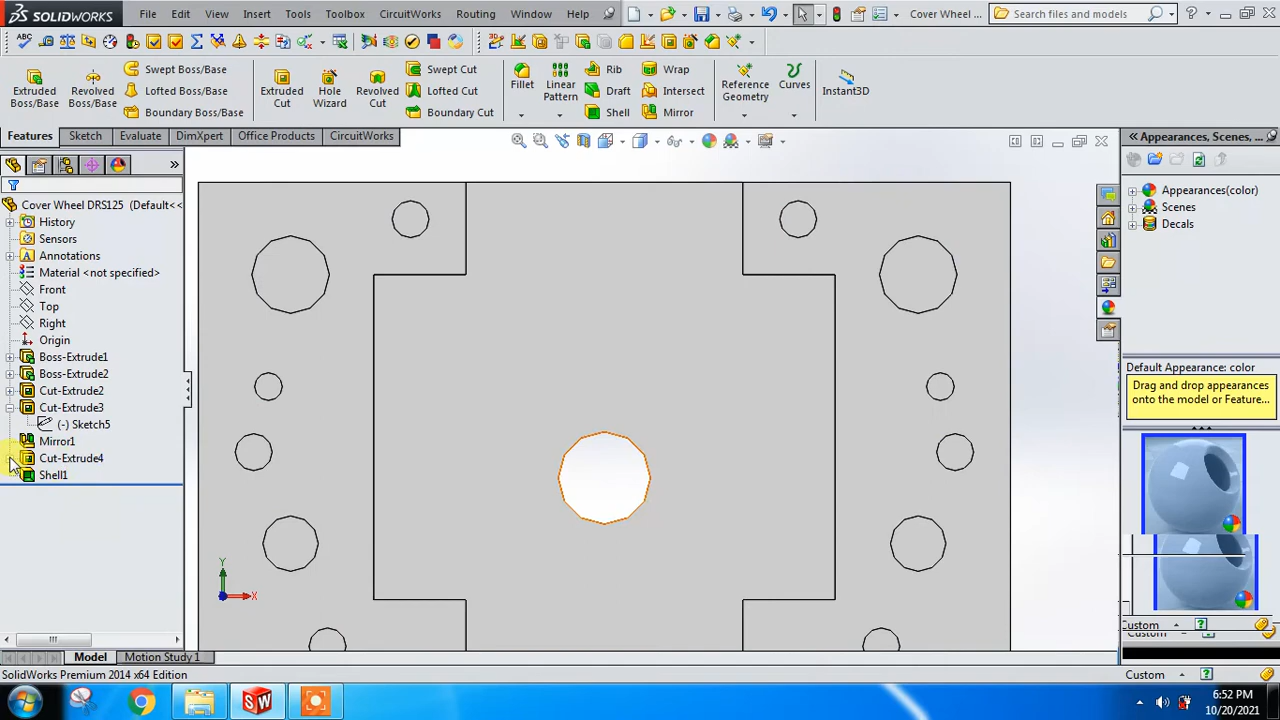 SOLIDWORKS
File
Edit
View
Insert
Tools
Toolbox
CircuitWorks
Routing
Window
Help
Cover Wheel ...
Search files and models
Extruded
Boss/Base
Revolved
Boss/Base
Swept Boss/Base
Lofted Boss/Base
Boundary Boss/Base
Extruded
Cut
Hole
Wizard
Revolved
Cut
Swept Cut
Lofted Cut
Boundary Cut
Fillet
Linear
Pattern
Rib
Draft
Shell
Wrap
Intersect
Mirror
Reference
Geometry
Curves
Instant3D
Features
Sketch
Evaluate
DimXpert
Office Products
CircuitWorks
Appearances, Scenes, ...
Cover Wheel DRS125 (Default<<
History
Sensors
Annotations
Material <not specified>
Front
Top
Right
Origin
Boss-Extrude1
Boss-Extrude2
Cut-Extrude2
Cut-Extrude3
(-) Sketch5
Mirror1
Cut-Extrude4
Shell1
Appearances(color)
Scenes
Decals
Default Appearance: color
Drag and drop appearances
onto the model or Feature...
Y
X
Custom
Model
Motion Study 1
SolidWorks Premium 2014 x64 Edition
Custom
6:52 PM
10/20/2021